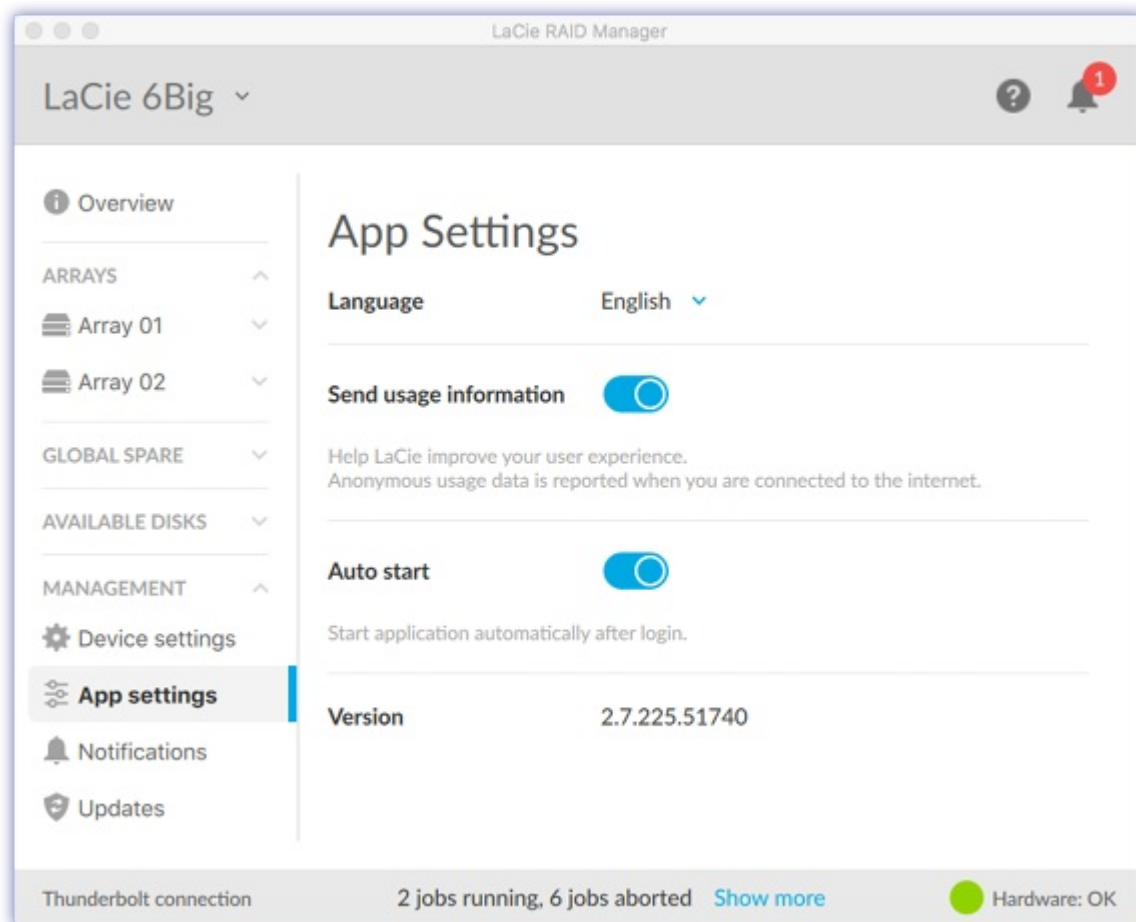 LaCie RAID Manager
LaCie 6Big
1
Overview
ARRAYS
Array 01
Array 02
GLOBAL SPARE
AVAILABLE DISKS
MANAGEMENT
Device settings
App settings
Notifications
Updates
App Settings
Language English
Send usage information
Help LaCie improve your user experience.
Anonymous usage data is reported when you are connected to the internet.
Auto start
Start application automatically after login.
Version 2.7.225.51740
Thunderbolt connection 2 jobs running, 6 jobs aborted Show more Hardware: OK